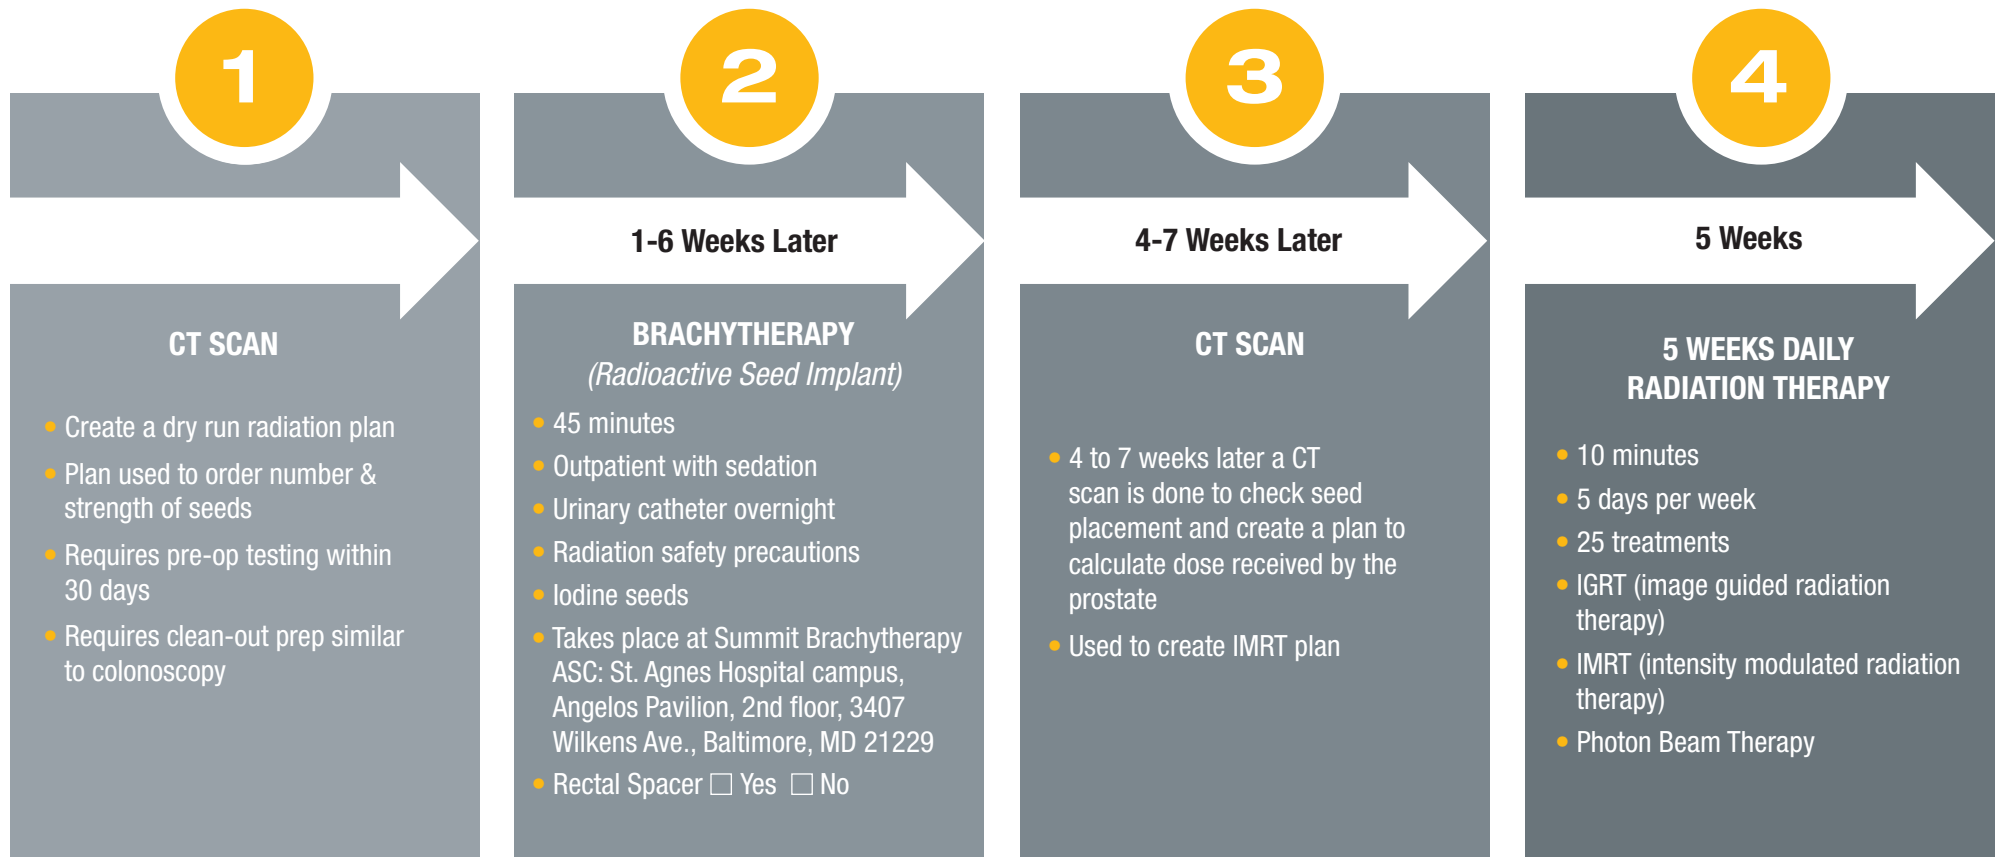 1
CT SCAN
• Create a dry run radiation plan
• Plan used to order number &
strength of seeds
• Requires pre-op testing within
30 days
• Requires clean-out prep similar
to colonoscopy
2
1-6 Weeks Later
BRACHYTHERAPY
(Radioactive Seed Implant)
• 45 minutes
• Outpatient with sedation
• Urinary catheter overnight
• Radiation safety precautions
• Iodine seeds
• Takes place at Summit Brachytherapy
ASC: St. Agnes Hospital campus,
Angelos Pavilion, 2nd floor, 3407
Wilkens Ave., Baltimore, MD 21229
• Rectal Spacer □ Yes □ No
3
4-7 Weeks Later
CT SCAN
• 4 to 7 weeks later a CT
scan is done to check seed
placement and create a plan to
calculate dose received by the
prostate
• Used to create IMRT plan
4
5 Weeks
5 WEEKS DAILY
RADIATION THERAPY
• 10 minutes
• 5 days per week
• 25 treatments
• IGRT (image guided radiation
therapy)
• IMRT (intensity modulated radiation
therapy)
• Photon Beam Therapy